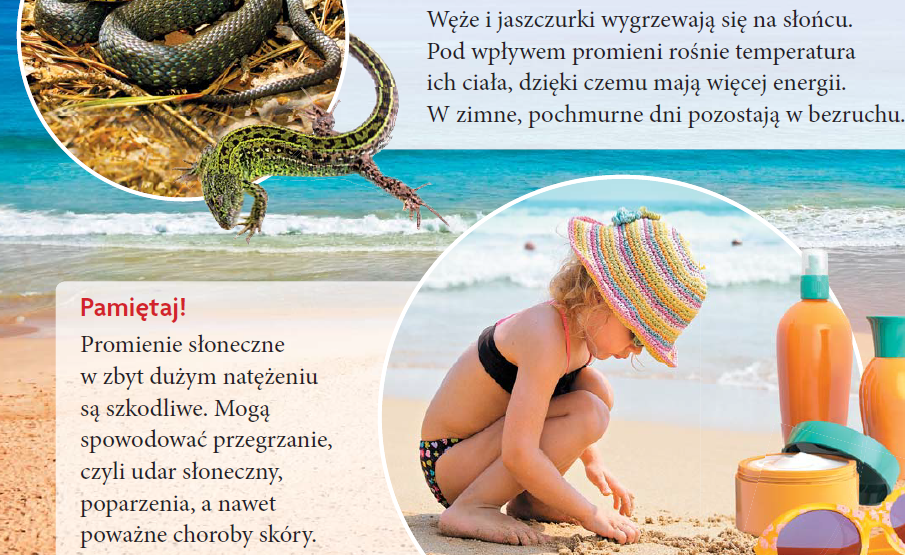 Węże i jaszczurki wygrzewają się na słońcu.
Pod wpływem promieni rośnie temperatura
ich ciała, dzięki czemu mają więcej energii.
W zimne, pochmurne dni pozostają w bezruchu.
Pamiętaj!
Promienie słoneczne
w zbyt dużym natężeniu
są szkodliwe. Mogą
spowodować przegrzanie,
czyli udar słoneczny,
poparzenia, a nawet
poważne choroby skóry.